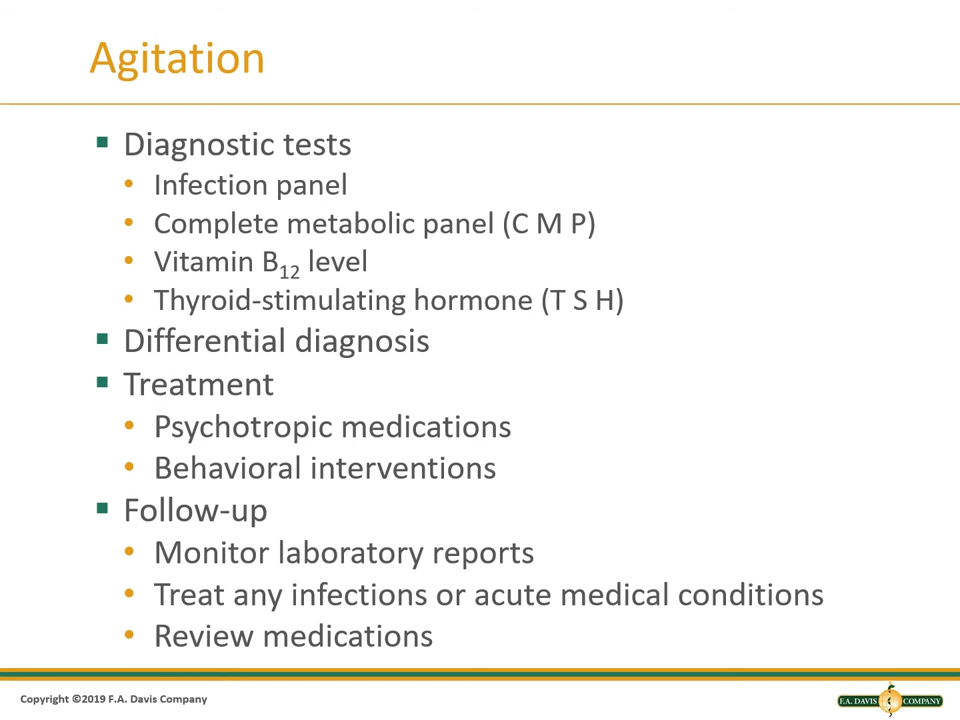 Agitation
▪ Diagnostic tests
• Infection panel
• Complete metabolic panel (C M P)
• Vitamin B₁₂ level
• Thyroid-stimulating hormone (T S H)
▪ Differential diagnosis
▪ Treatment
• Psychotropic medications
• Behavioral interventions
▪ Follow-up
• Monitor laboratory reports
• Treat any infections or acute medical conditions
• Review medications
Copyright ©2019 F.A. Davis Company
F.A. DAVIS COMPANY